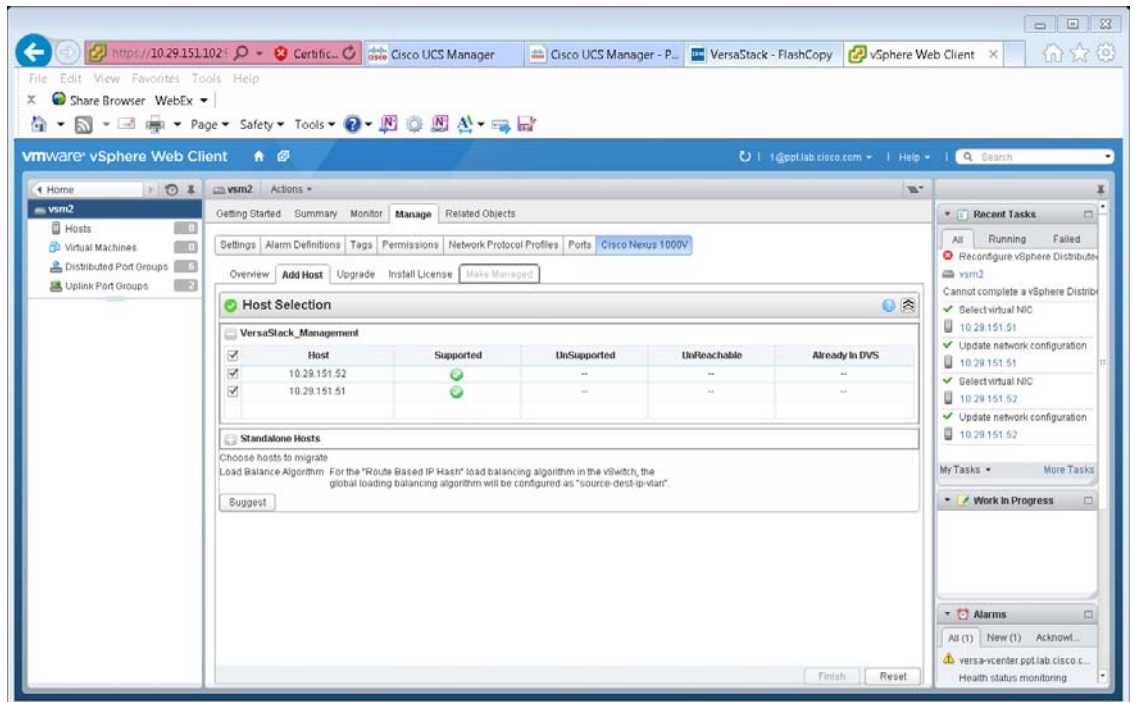 https://10.29.151.102:
Certific...
Cisco UCS Manager
Cisco UCS Manager - P...
VersaStack - FlashCopy
vSphere Web Client
File Edit View Favorites Tools Help
x Share Browser WebEx
Page Safety Tools
vmware® vSphere Web Client
1@ppt.lab.cisco.com
Help
Search
Home
vsm2
Hosts 0
Virtual Machines 0
Distributed Port Groups 6
Uplink Port Groups 2
vsm2 Actions
Getting Started Summary Monitor Manage Related Objects
Settings Alarm Definitions Tags Permissions Network Protocol Profiles Ports Cisco Nexus 1000V
Overview Add Host Upgrade Install License Make Managed
Host Selection
VersaStack_Management
Host Supported UnSupported UnReachable Already In DVS
10.29.151.52 -- -- --
10.29.151.51 -- -- --
Standalone Hosts
Choose hosts to migrate
Load Balance Algorithm For the "Route Based IP Hash" load balancing algorithm in the vSwitch, the
global loading balancing algorithm will be configured as "source-dest-ip-vlan".
Suggest
Finish Reset
Recent Tasks
All Running Failed
Reconfigure vSphere Distribute
vsm2
Cannot complete a vSphere Distrib
Select virtual NIC
10.29.151.51
Update network configuration
10.29.151.51
Select virtual NIC
10.29.151.52
Update network configuration
10.29.151.52
My Tasks More Tasks
Work In Progress
Alarms
All (1) New (1) Acknowl...
versa-vcenter.ppt.lab.cisco.c...
Health status monitoring